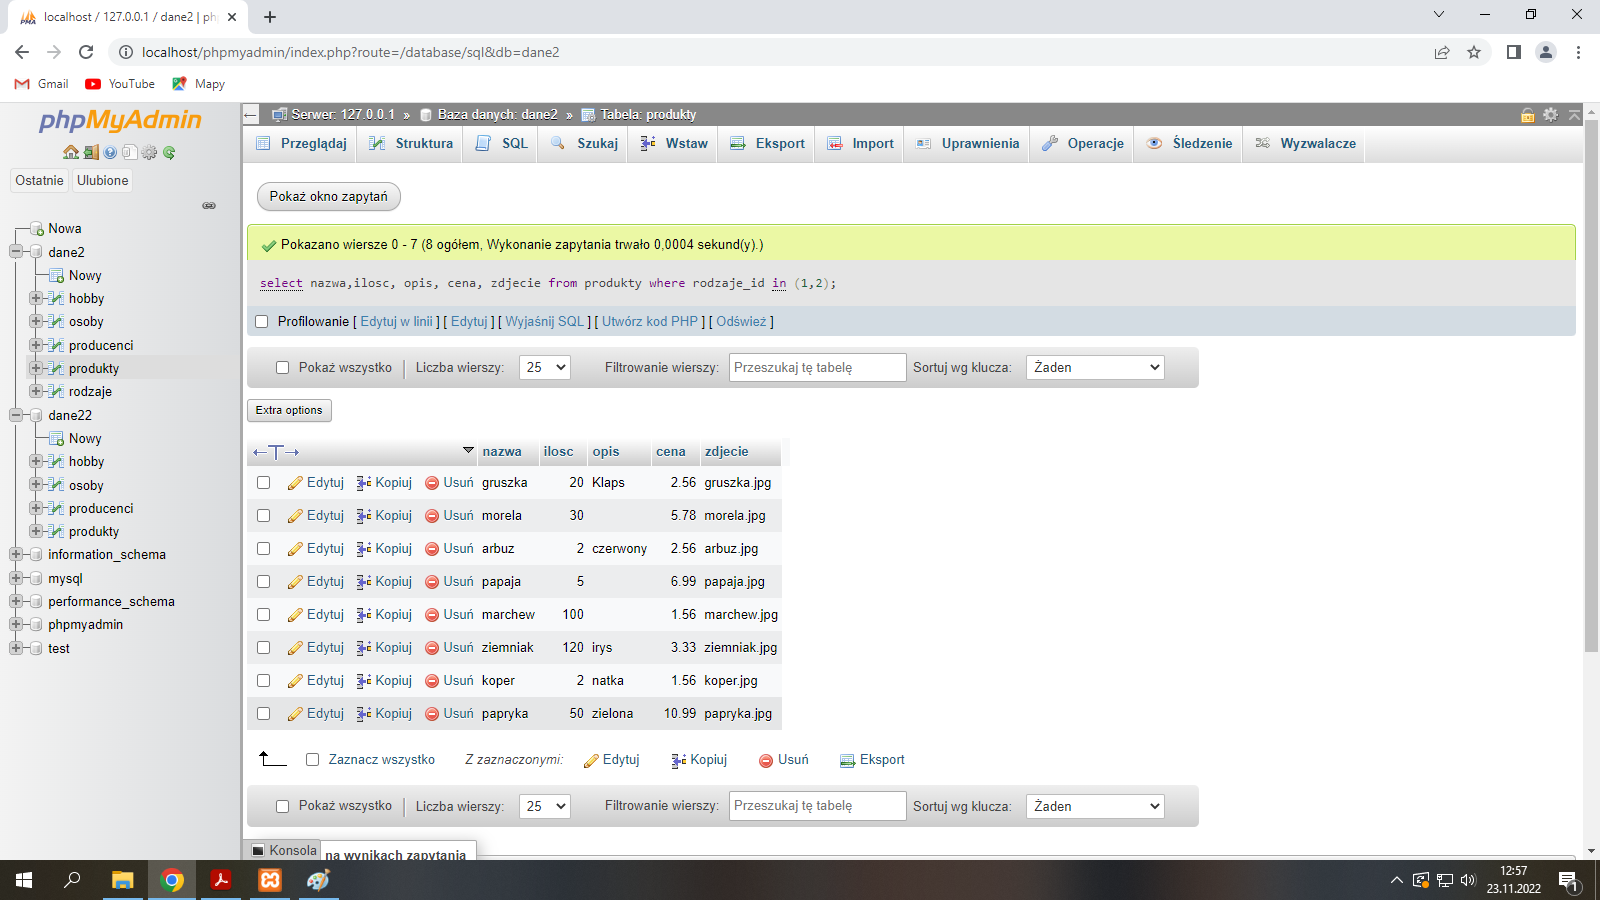 localhost / 127.0.0.1 / dane2 | ph
localhost/phpmyadmin/index.php?route=/database/sql&db=dane2
Gmail YouTube Mapy
phpMyAdmin
Ostatnie Ulubione
Nowa
dane2
Nowy
hobby
osoby
producenci
produkty
rodzaje
dane22
Nowy
hobby
osoby
producenci
produkty
information_schema
mysql
performance_schema
phpmyadmin
test
Serwer: 127.0.0.1 » Baza danych: dane2 » Tabela: produkty
Przeglądaj Struktura SQL Szukaj Wstaw Eksport Import Uprawnienia Operacje Śledzenie Wyzwalacze
Pokaż okno zapytań
Pokazano wiersze 0 - 7 (8 ogółem, Wykonanie zapytania trwało 0,0004 sekund(y).)
select nazwa,ilosc, opis, cena, zdjecie from produkty where rodzaje_id in (1,2);
Profilowanie [ Edytuj w linii ] [ Edytuj ] [ Wyjaśnij SQL ] [ Utwórz kod PHP ] [ Odśwież ]
Pokaż wszystko Liczba wierszy: 25 Filtrowanie wierszy: Przeszukaj tę tabelę Sortuj wg klucza: Żaden
Extra options
←T→ nazwa ilosc opis cena zdjecie
Edytuj Kopiuj Usuń gruszka 20 Klaps 2.56 gruszka.jpg
Edytuj Kopiuj Usuń morela 30 5.78 morela.jpg
Edytuj Kopiuj Usuń arbuz 2 czerwony 2.56 arbuz.jpg
Edytuj Kopiuj Usuń papaja 5 6.99 papaja.jpg
Edytuj Kopiuj Usuń marchew 100 1.56 marchew.jpg
Edytuj Kopiuj Usuń ziemniak 120 irys 3.33 ziemniak.jpg
Edytuj Kopiuj Usuń koper 2 natka 1.56 koper.jpg
Edytuj Kopiuj Usuń papryka 50 zielona 10.99 papryka.jpg
Zaznacz wszystko Z zaznaczonymi: Edytuj Kopiuj Usuń Eksport
Pokaż wszystko Liczba wierszy: 25 Filtrowanie wierszy: Przeszukaj tę tabelę Sortuj wg klucza: Żaden
Konsola na wynikach zapytania
12:57
23.11.2022
1